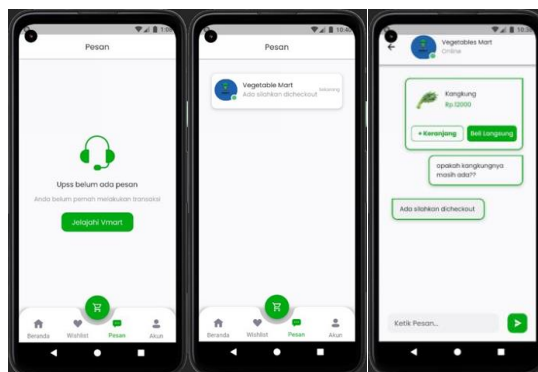 Pesan
Upss belum ada pesan
Anda belum pernah melakukan transaksi
Jelajahi Vmart
Beranda
Wishlist
Pesan
Akun
Pesan
Vegetable Mart
Ada silahkan dicheckout
Sekarang
Beranda
Wishlist
Pesan
Akun
Vegetables Mart
Online
Kangkung
Rp.12000
+ Keranjang
Beli Langsung
apakah kangkungnya
masih ada??
Ada silahkan dicheckout
Ketik Pesan...